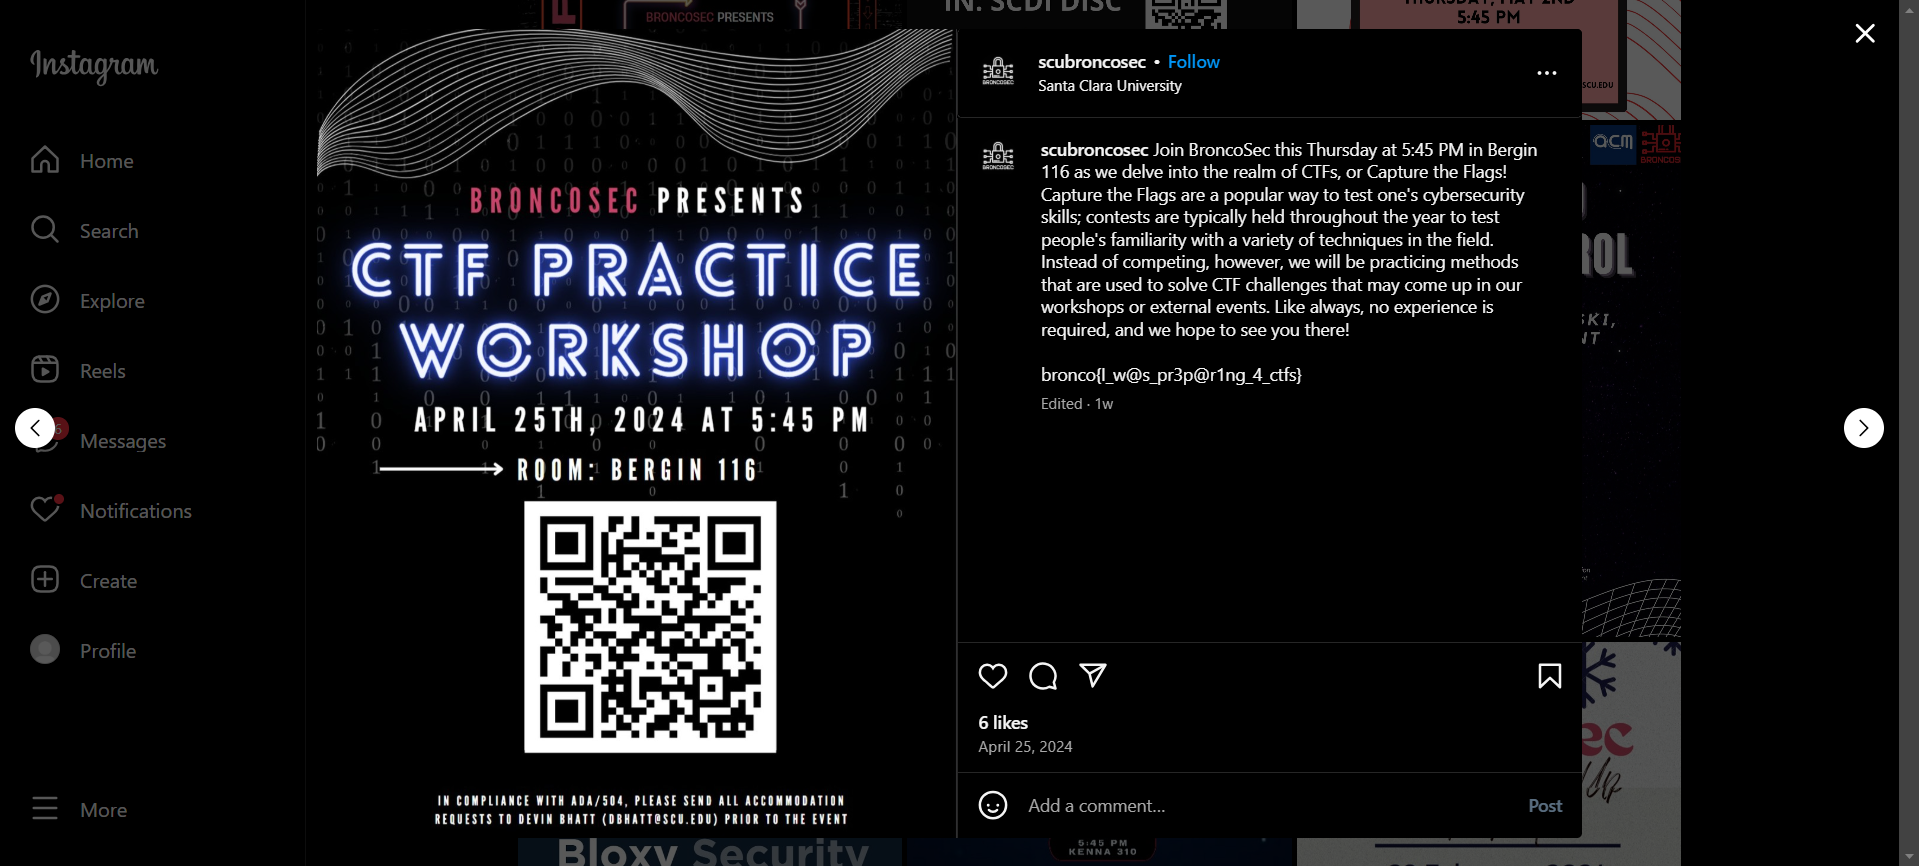 BRONCOSEC PRESENTS
IN: SCDI DISC
5:45 PM
Instagram
Home
Search
Explore
Reels
Messages
6
Notifications
Create
Profile
More
BRONCOSEC PRESENTS
CTF PRACTICE
WORKSHOP
APRIL 25TH, 2024 AT 5:45 PM
ROOM: BERGIN 116
IN COMPLIANCE WITH ADA/504, PLEASE SEND ALL ACCOMMODATION
REQUESTS TO DEVIN BHATT (DBHATT@SCU.EDU) PRIOR TO THE EVENT
scubroncosec • Follow
Santa Clara University
scubroncosec Join BroncoSec this Thursday at 5:45 PM in Bergin
116 as we delve into the realm of CTFs, or Capture the Flags!
Capture the Flags are a popular way to test one's cybersecurity
skills; contests are typically held throughout the year to test
people's familiarity with a variety of techniques in the field.
Instead of competing, however, we will be practicing methods
that are used to solve CTF challenges that may come up in our
workshops or external events. Like always, no experience is
required, and we hope to see you there!
bronco{I_w@s_pr3p@r1ng_4_ctfs}
Edited · 1w
6 likes
April 25, 2024
Add a comment...
Post
SCU.EDU
acm
Bloxy Security
5:45 PM
KENNA 310